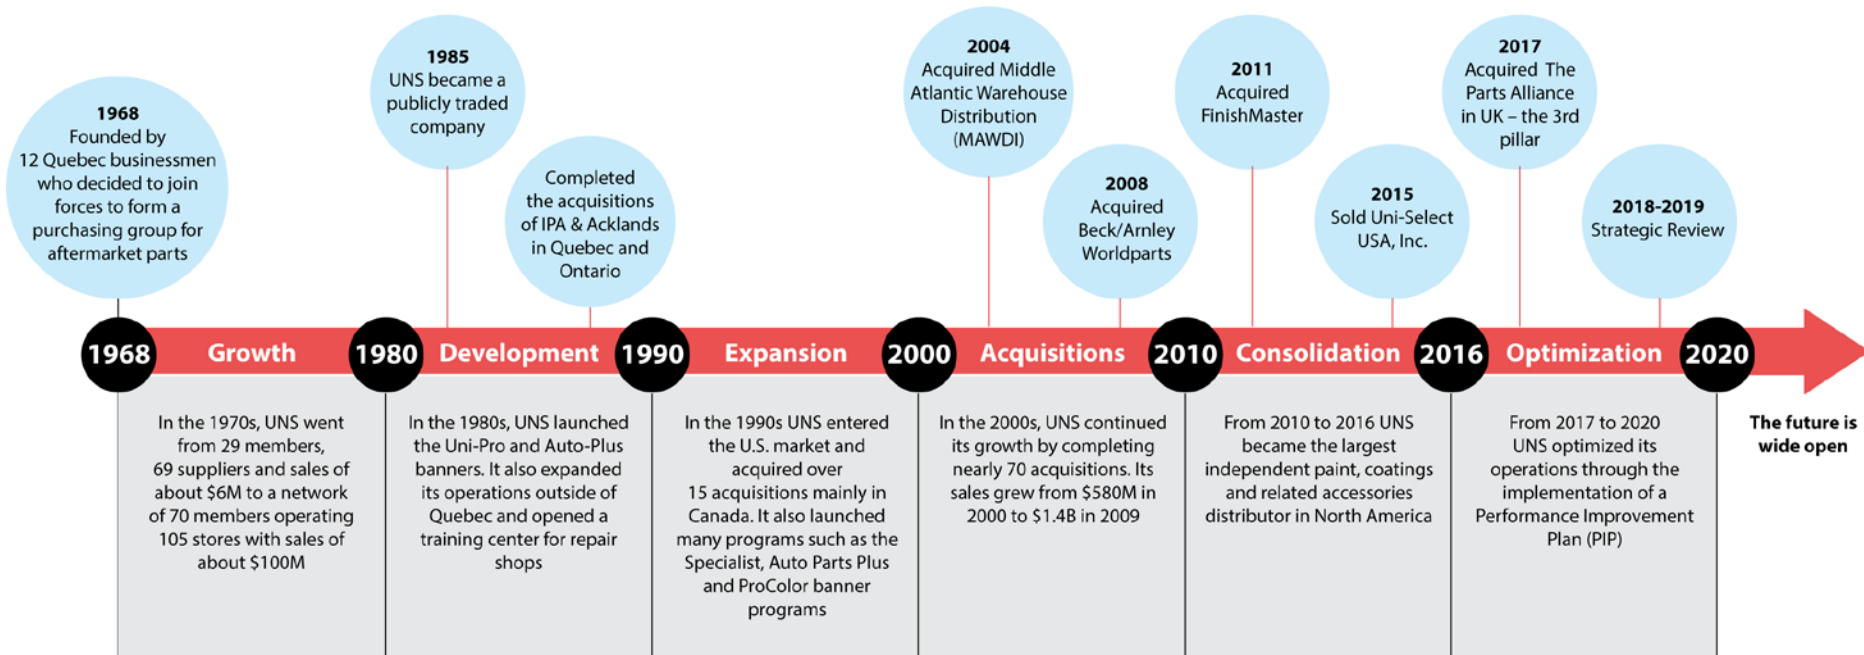 1968
Founded by
12 Quebec businessmen
who decided to join
forces to form a
purchasing group for
aftermarket parts
1985
UNS became a
publicly traded
company
Completed
the acquisitions
of IPA & Acklands
in Quebec and
Ontario
2004
Acquired Middle
Atlantic Warehouse
Distribution
(MAWDI)
2008
Acquired
Beck/Arnley
Worldparts
2011
Acquired
FinishMaster
2015
Sold Uni-Select
USA, Inc.
2017
Acquired The
Parts Alliance
in UK – the 3rd
pillar
2018-2019
Strategic Review
1968 Growth 1980 Development 1990 Expansion 2000 Acquisitions 2010 Consolidation 2016 Optimization 2020
In the 1970s, UNS went
from 29 members,
69 suppliers and sales of
about $6M to a network
of 70 members operating
105 stores with sales of
about $100M
In the 1980s, UNS launched
the Uni-Pro and Auto-Plus
banners. It also expanded
its operations outside of
Quebec and opened a
training center for repair
shops
In the 1990s UNS entered
the U.S. market and
acquired over
15 acquisitions mainly in
Canada. It also launched
many programs such as the
Specialist, Auto Parts Plus
and ProColor banner
programs
In the 2000s, UNS continued
its growth by completing
nearly 70 acquisitions. Its
sales grew from $580M in
2000 to $1.4B in 2009
From 2010 to 2016 UNS
became the largest
independent paint, coatings
and related accessories
distributor in North America
From 2017 to 2020
UNS optimized its
operations through the
implementation of a
Performance Improvement
Plan (PIP)
The future is
wide open